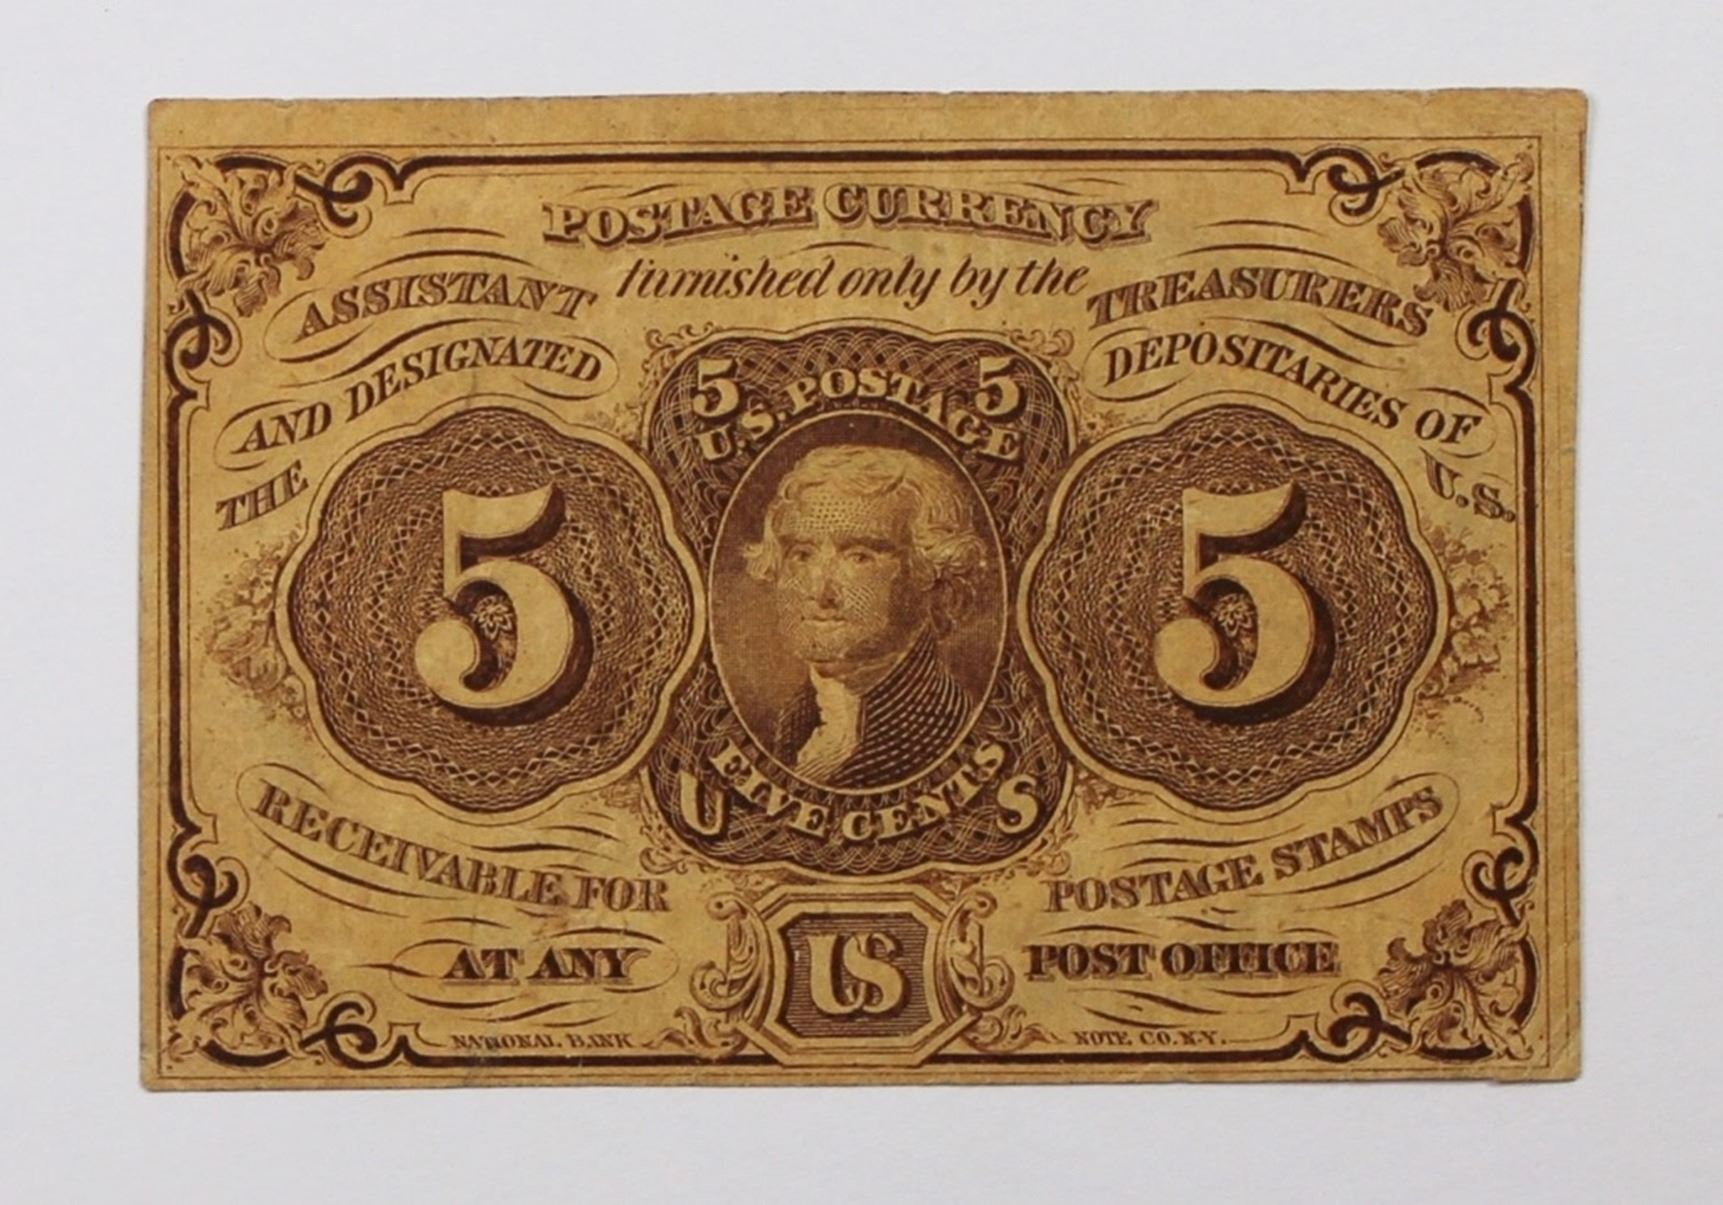 POSTAGE CURRENCY
furnished only by the
ASSISTANT TREASURERS
AND DESIGNATED DEPOSITARIES OF
THE U.S.
5 5
U.S. POSTAGE
5 5
FIVE CENTS
U S
RECEIVABLE FOR POSTAGE STAMPS
AT ANY US POST OFFICE
NATIONAL BANK NOTE CO. N.Y.